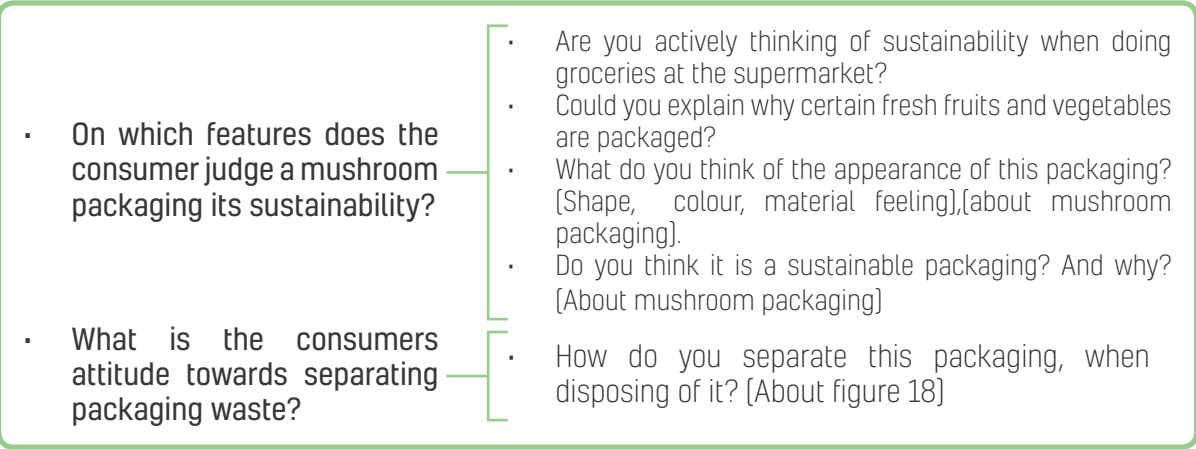 · On which features does the
consumer judge a mushroom
packaging its sustainability?
· Are you actively thinking of sustainability when doing
groceries at the supermarket?
· Could you explain why certain fresh fruits and vegetables
are packaged?
· What do you think of the appearance of this packaging?
(Shape, colour, material feeling),(about mushroom
packaging).
· Do you think it is a sustainable packaging? And why?
(About mushroom packaging)
· What is the consumers
attitude towards separating
packaging waste?
· How do you separate this packaging, when
disposing of it? (About figure 18)